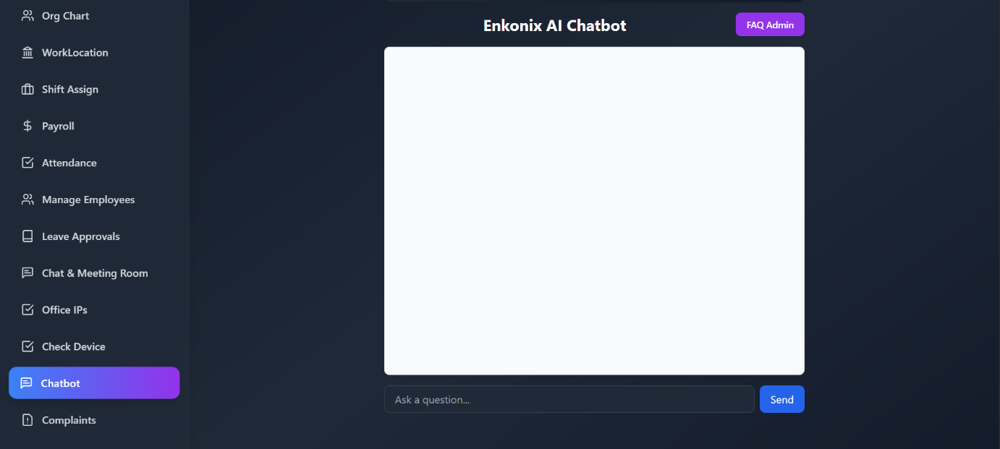 Org Chart
WorkLocation
Shift Assign
Payroll
Attendance
Manage Employees
Leave Approvals
Chat & Meeting Room
Office IPs
Check Device
Chatbot
Complaints
Enkonix AI Chatbot
FAQ Admin
Ask a question...
Send